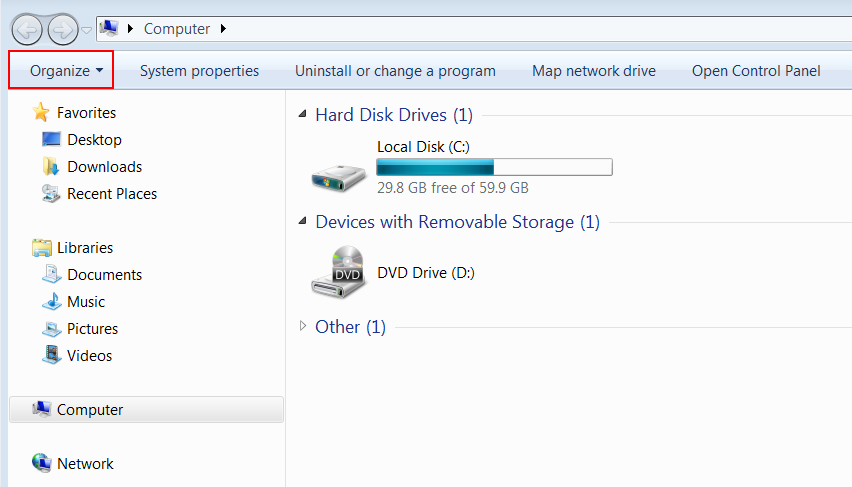 Computer
Organize
System properties
Uninstall or change a program
Map network drive
Open Control Panel
Favorites
Desktop
Downloads
Recent Places
Libraries
Documents
Music
Pictures
Videos
Computer
Network
Hard Disk Drives (1)
Local Disk (C:)
29.8 GB free of 59.9 GB
Devices with Removable Storage (1)
DVD
DVD Drive (D:)
Other (1)